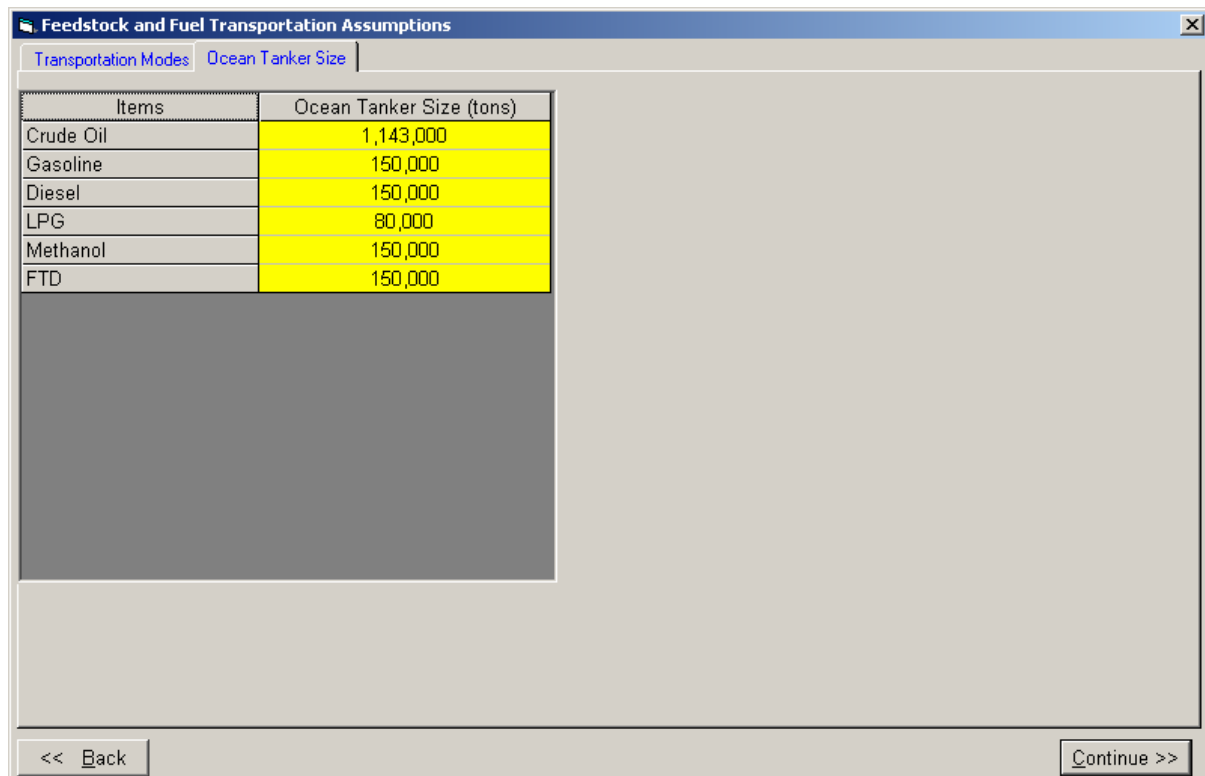 Feedstock and Fuel Transportation Assumptions
Transportation Modes Ocean Tanker Size
Items Ocean Tanker Size (tons)
Crude Oil 1,143,000
Gasoline 150,000
Diesel 150,000
LPG 80,000
Methanol 150,000
FTD 150,000
<< Back Continue >>